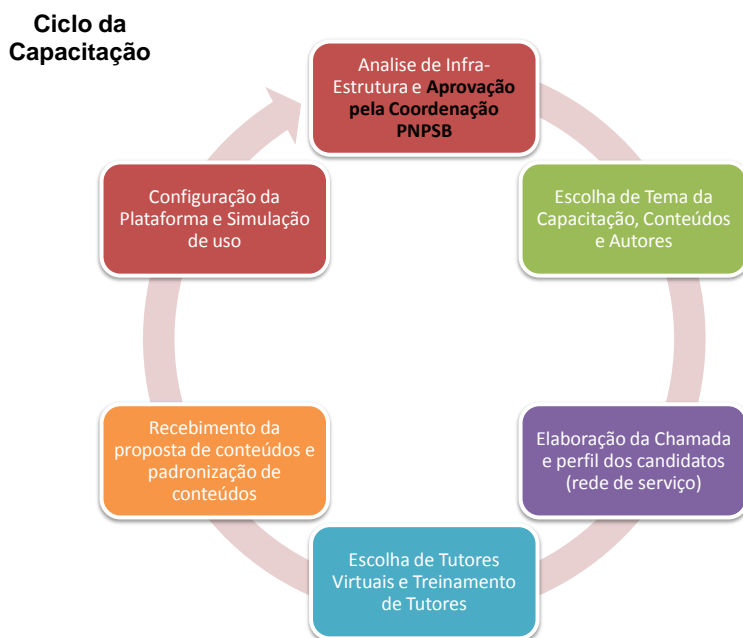 Ciclo da
Capacitação
Analise de Infra-
Estrutura e Aprovação
pela Coordenação
PNPSB
Escolha de Tema da
Capacitação, Conteúdos
e Autores
Elaboração da Chamada
e perfil dos candidatos
(rede de serviço)
Escolha de Tutores
Virtuais e Treinamento
de Tutores
Recebimento da
proposta de conteúdos e
padronização de
conteúdos
Configuração da
Plataforma e Simulação
de uso